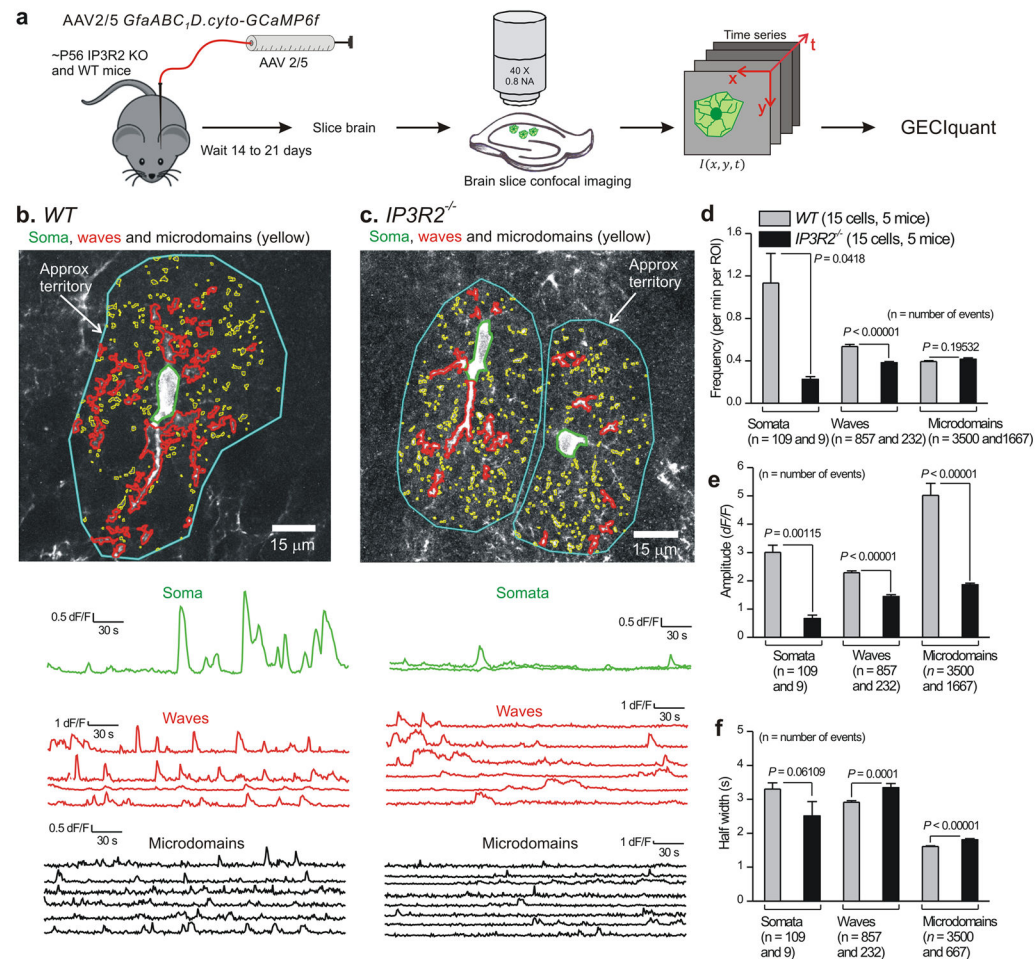 a
AAV2/5 GfaABC₁D.cyto-GCaMP6f
~P56 IP3R2 KO
and WT mice
AAV 2/5
Wait 14 to 21 days
Slice brain
40 X
0.8 NA
Brain slice confocal imaging
Time series
t
x
y
I(x, y, t)
GECIquant
b. WT
Soma, waves and microdomains (yellow)
Approx
territory
15 μm
Soma
0.5 dF/F
30 s
Waves
1 dF/F
30 s
0.5 dF/F
30 s
Microdomains
c. IP3R2⁻/⁻
Soma, waves and microdomains (yellow)
Approx
territory
15 μm
Somata
0.5 dF/F
30 s
Waves
1 dF/F
30 s
Microdomains
1 dF/F
30 s
d
WT (15 cells, 5 mice)
IP3R2⁻/⁻ (15 cells, 5 mice)
Frequency (per min per ROI)
1.6
1.2
0.8
0.4
0.0
P = 0.0418
(n = number of events)
P < 0.00001
P = 0.19532
Somata
(n = 109 and 9)
Waves
(n = 857 and 232)
Microdomains
(n = 3500 and1667)
e
(n = number of events)
Amplitude (dF/F)
6
5
4
3
2
1
0
P = 0.00115
P < 0.00001
P < 0.00001
Somata
(n = 109
and 9)
Waves
(n = 857
and 232)
Microdomains
(n = 3500
and 1667)
f
(n = number of events)
Half width (s)
5
4
3
2
1
0
P = 0.06109
P = 0.0001
P < 0.00001
Somata
(n = 109
and 9)
Waves
(n = 857
and 232)
Microdomains
(n = 3500
and 667)